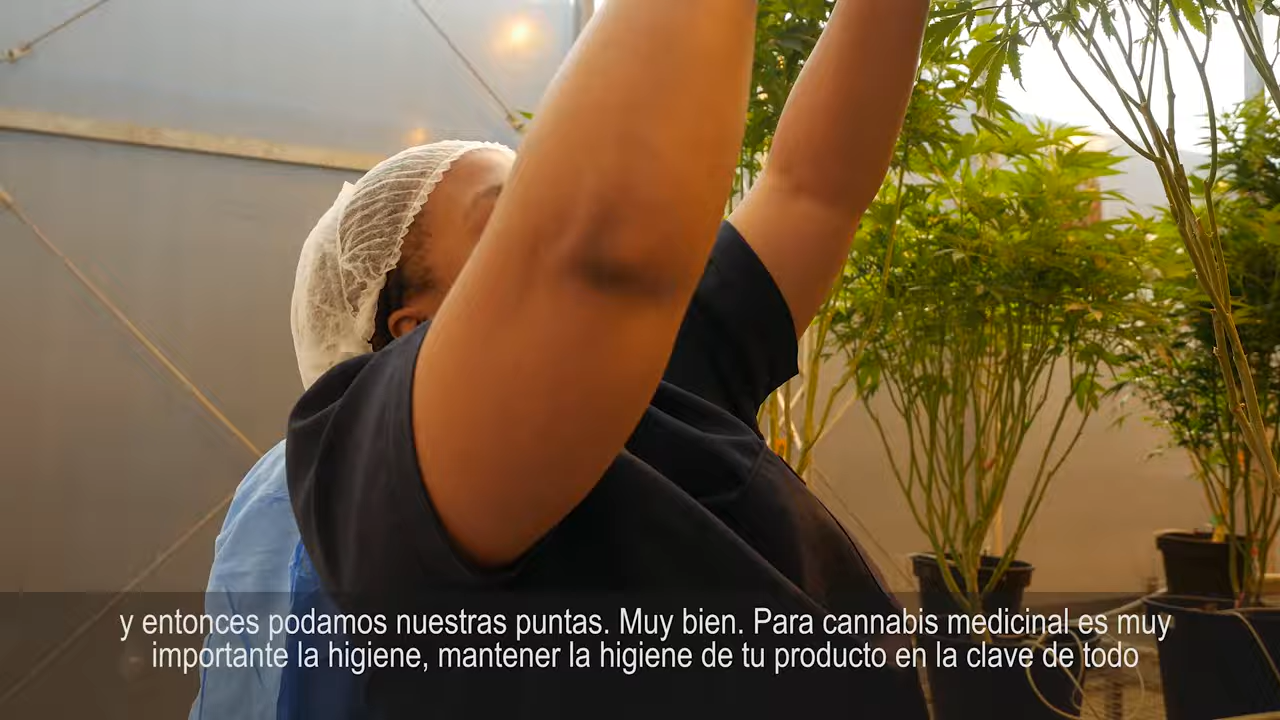 y entonces podamos nuestras puntas. Muy bien. Para cannabis medicinal es muy
importante la higiene, mantener la higiene de tu producto en la clave de todo